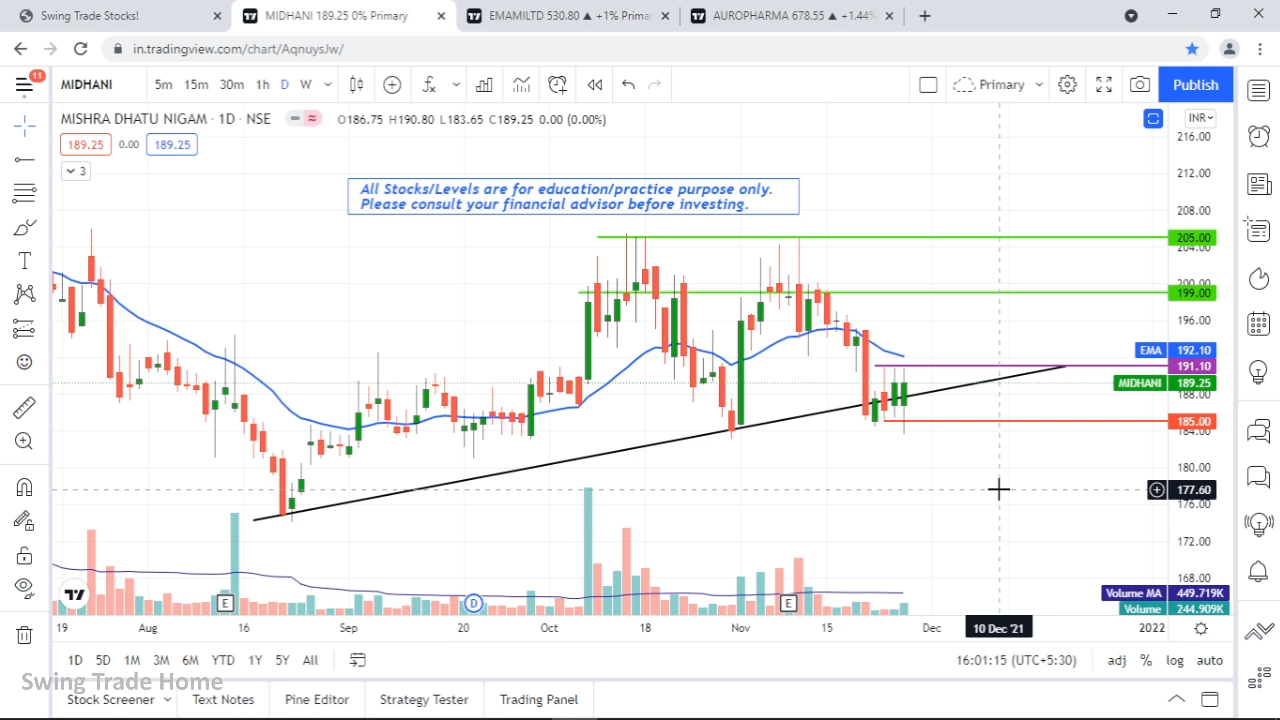 Swing Trade Stocks!
MIDHANI 189.25 0% Primary
EMAMILTD 530.80 ▲ +1% Prima
AUROPHARMA 678.55 ▲ +1.44%
in.tradingview.com/chart/AqnuysJw/
11
MIDHANI
5m 15m 30m 1h D W
Primary
Publish
MISHRA DHATU NIGAM · 1D · NSE
O186.75 H190.80 L183.65 C189.25 0.00 (0.00%)
INR
189.25 0.00 189.25
3
All Stocks/Levels are for education/practice purpose only.
Please consult your financial advisor before investing.
216.00
212.00
208.00
205.00
204.00
200.00
199.00
196.00
EMA 192.10
191.10
MIDHANI 189.25
188.00
185.00
184.00
180.00
177.60
176.00
172.00
168.00
Volume MA 449.719K
Volume 244.909K
E
D
E
19 Aug 16 Sep 20 Oct 18 Nov 15 Dec 10 Dec '21 2022
1D 5D 1M 3M 6M YTD 1Y 5Y All
16:01:15 (UTC+5:30)
adj % log auto
Swing Trade Home
Stock Screener Text Notes Pine Editor Strategy Tester Trading Panel